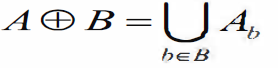 A ⊕ B = ⋃_{b∈B} A_b